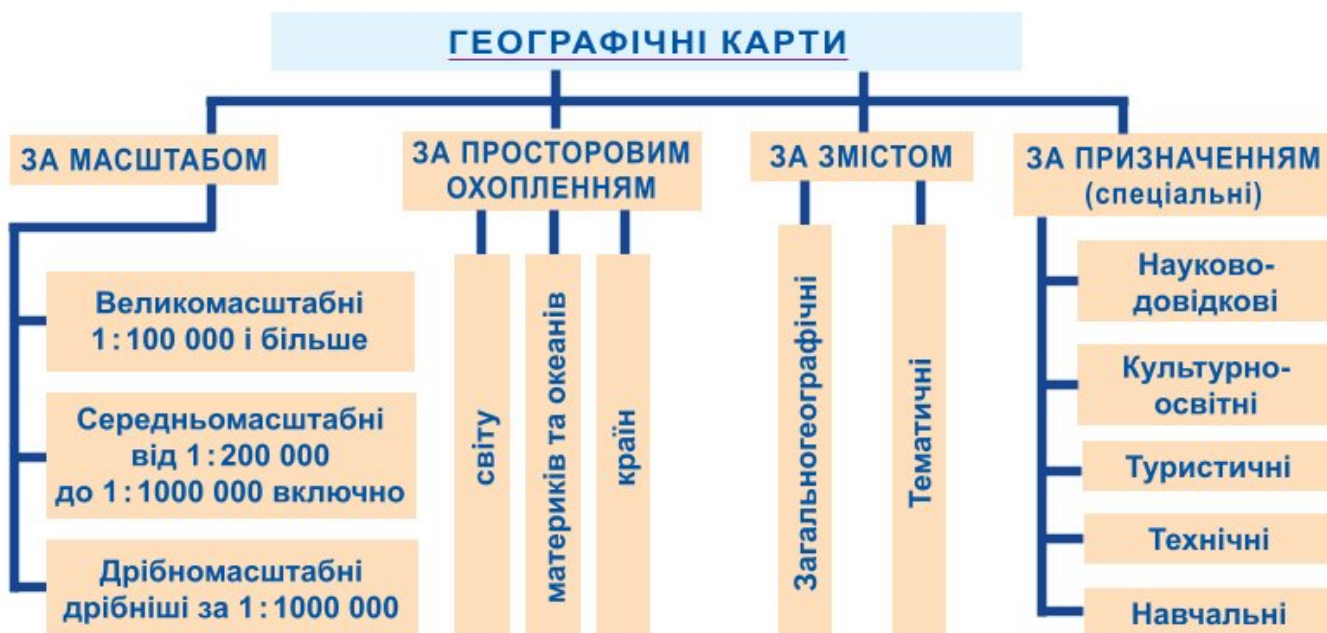 ГЕОГРАФІЧНІ КАРТИ
ЗА МАСШТАБОМ
Великомасштабні
1:100 000 і більше
Середньомасштабні
від 1:200 000
до 1:1000 000 включно
Дрібномасштабні
дрібніші за 1:1000 000
ЗА ПРОСТОРОВИМ
ОХОПЛЕННЯМ
світу
материків та океанів
країн
ЗА ЗМІСТОМ
Загальногеографічні
Тематичні
ЗА ПРИЗНАЧЕННЯМ
(спеціальні)
Науково-
довідкові
Культурно-
освітні
Туристичні
Технічні
Навчальні